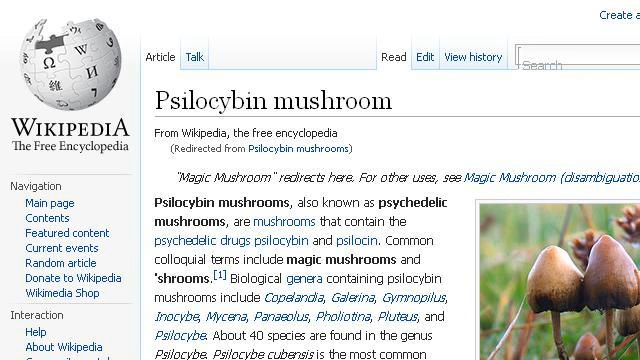 Create a
Article Talk Read Edit View history Search
WIKIPEDIA
The Free Encyclopedia
Psilocybin mushroom
From Wikipedia, the free encyclopedia
(Redirected from Psilocybin mushrooms)
"Magic Mushroom" redirects here. For other uses, see Magic Mushroom (disambiguatio
Navigation
Main page
Contents
Featured content
Current events
Random article
Donate to Wikipedia
Wikimedia Shop
Interaction
Help
About Wikipedia
Psilocybin mushrooms, also known as psychedelic
mushrooms, are mushrooms that contain the
psychedelic drugs psilocybin and psilocin. Common
colloquial terms include magic mushrooms and
'shrooms.[1] Biological genera containing psilocybin
mushrooms include Copelandia, Galerina, Gymnopilus,
Inocybe, Mycena, Panaeolus, Pholiotina, Pluteus, and
Psilocybe. About 40 species are found in the genus
Psilocybe. Psilocybe cubensis is the most common